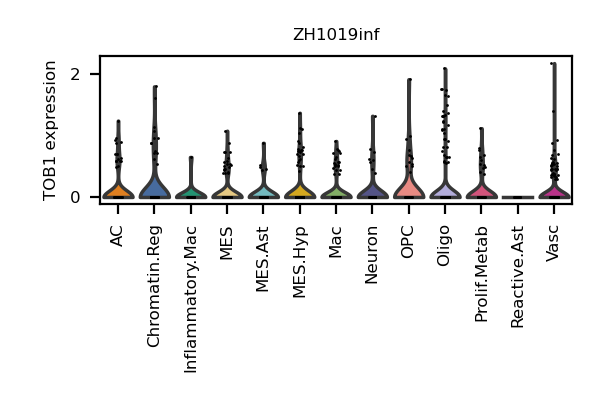 ZH1019inf
TOB1 expression
2
0
AC
Chromatin.Reg
Inflammatory.Mac
MES
MES.Ast
MES.Hyp
Mac
Neuron
OPC
Oligo
Prolif.Metab
Reactive.Ast
Vasc